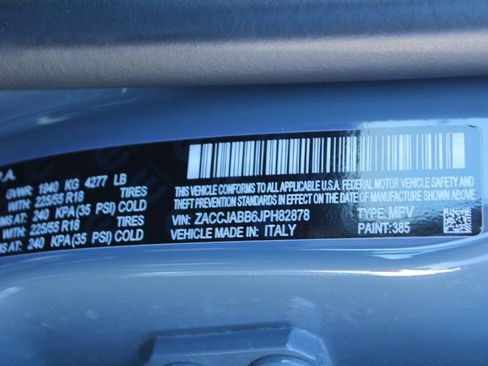 P.A.
GVWR: 1940 KG 4277 LB
WITH: 225/55 R18 TIRES
MS AT: 240 KPA(35 PSI) COLD
WITH: 225/55 R18 TIRES
MS AT: 240 KPA(35 PSI) COLD
THIS VEHICLE CONFORMS TO ALL APPLICABLE U.S.A. FEDERAL MOTOR VEHICLE SAFETY,
THEFT PREVENTION STANDARDS IN EFFECT ON THE DATE OF MANUFACTURE SHOWN ABOVE
VIN: ZACCJABB6JPH82878 TYPE: MPV
VEHICLE MADE IN: ITALY PAINT: 385